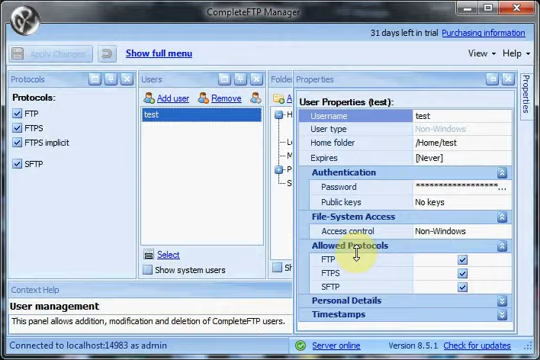 CompleteFTP Manager
31 days left in trial Purchasing information
Apply Changes Show full menu View Help
Protocols
Protocols:
FTP
FTPS
FTPS implicit
SFTP
Users
Add user Remove
test
Select
Show system users
Folder
A
H
L
M
P
S
Sh
Properties
User Properties (test):
Username test
User type Non-Windows
Home folder /Home/test
Expires [Never]
Authentication
Password ******************* ...
Public keys No keys
File-System Access
Access control Non-Windows
Allowed Protocols
FTP
FTPS
SFTP
Personal Details
Timestamps
Properties
Context Help
User management
This panel allows addition, modification and deletion of CompleteFTP users.
Connected to localhost:14983 as admin Server online Version 8.5.1 Check for updates